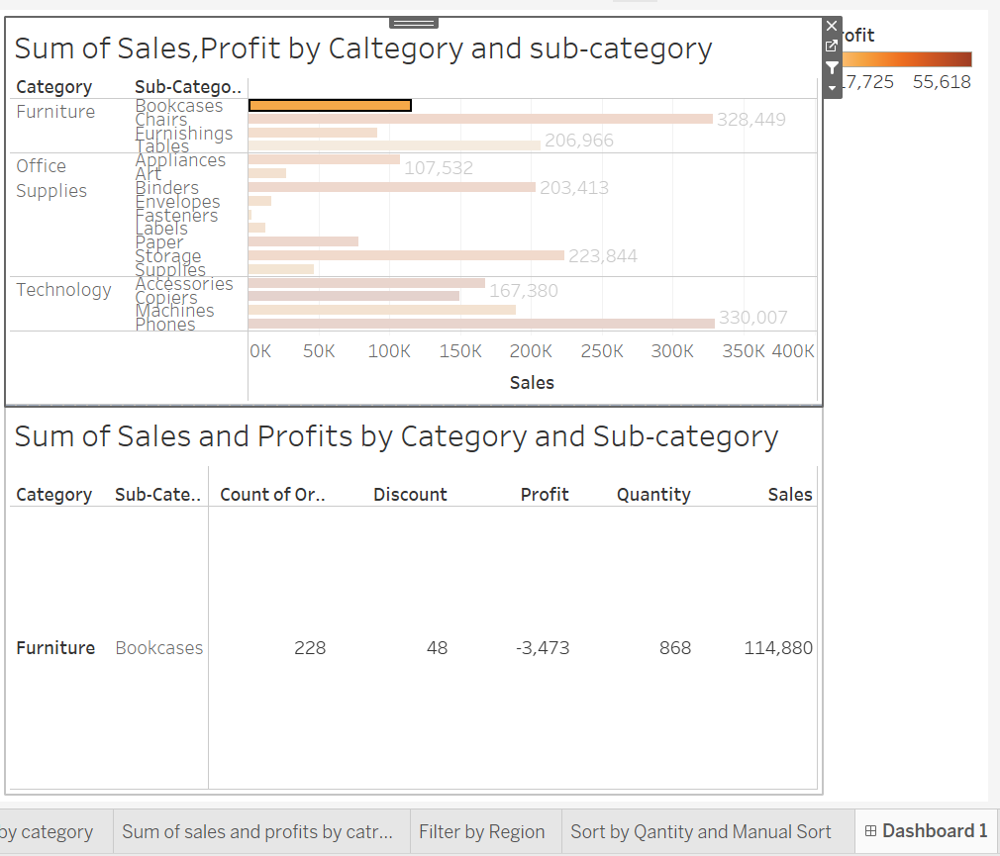 Sum of Sales,Profit by Caltegory and sub-category
Category Sub-Catego..
Furniture Bookcases
Chairs 328,449
Furnishings
Tables 206,966
Office Supplies Appliances 107,532
Art
Binders 203,413
Envelopes
Fasteners
Labels
Paper
Storage 223,844
Supplies
Technology Accessories 167,380
Copiers
Machines
Phones 330,007
0K 50K 100K 150K 200K 250K 300K 350K 400K
Sales
ofit
7,725 55,618
Sum of Sales and Profits by Category and Sub-category
Category Sub-Cate.. Count of Or.. Discount Profit Quantity Sales
Furniture Bookcases 228 48 -3,473 868 114,880
by category Sum of sales and profits by catr... Filter by Region Sort by Qantity and Manual Sort Dashboard 1